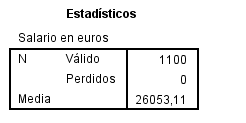 Estadísticos
Salario en euros
N Válido 1100
Perdidos 0
Media 26053,11